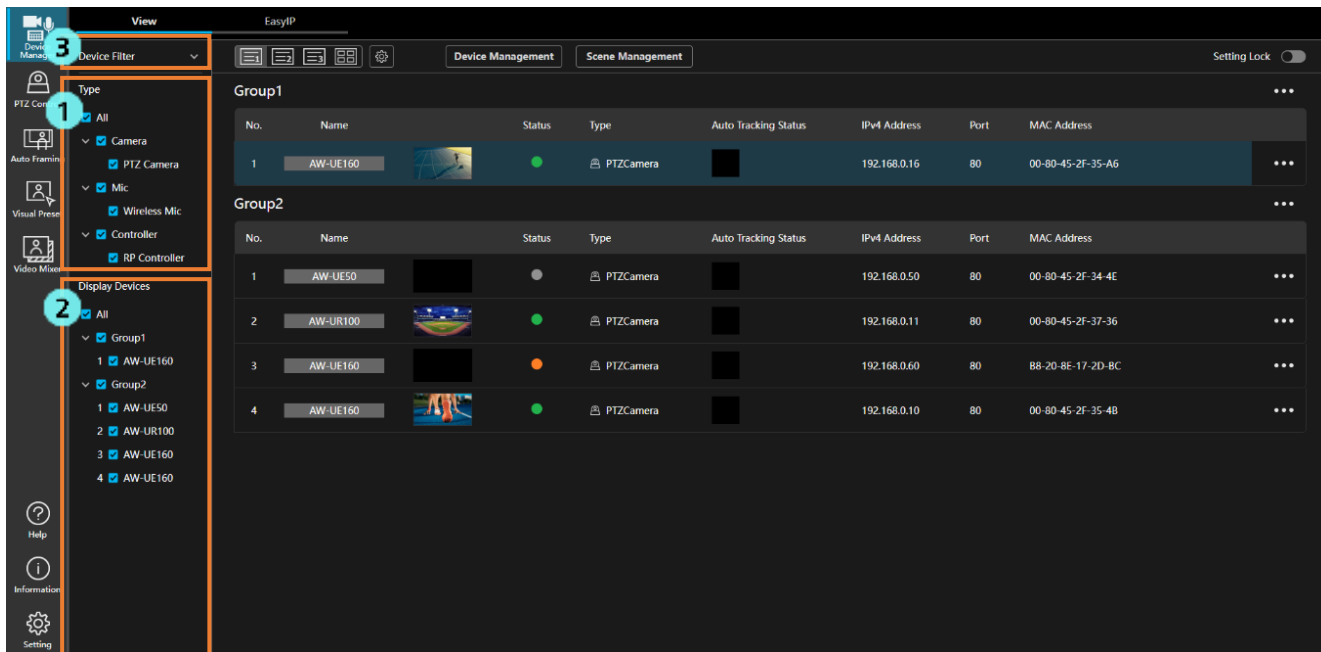 View
EasyIP
Device Filter
Device Management
Scene Management
Setting Lock
3
1
2
PTZ
Auto Framing
Video Mixer
Help
Information
Setting
Type
All
Camera
PTZ Camera
Mic
Wireless Mic
Controller
RP Controller
Display Devices
All
Group1
1 AW-UE160
Group2
1 AW-UE50
2 AW-UR100
3 AW-UE160
4 AW-UE160
Group1
No. Name Status Type Auto Tracking Status IPv4 Address Port MAC Address
1 AW-UE160 PTZCamera 192.168.0.16 80 00-80-45-2F-35-A6
Group2
No. Name Status Type Auto Tracking Status IPv4 Address Port MAC Address
1 AW-UE50 PTZCamera 192.168.0.50 80 00-80-45-2F-34-4E
2 AW-UR100 PTZCamera 192.168.0.11 80 00-80-45-2F-37-36
3 AW-UE160 PTZCamera 192.168.0.60 80 B8-20-8E-17-2D-BC
4 AW-UE160 PTZCamera 192.168.0.10 80 00-80-45-2F-35-4B